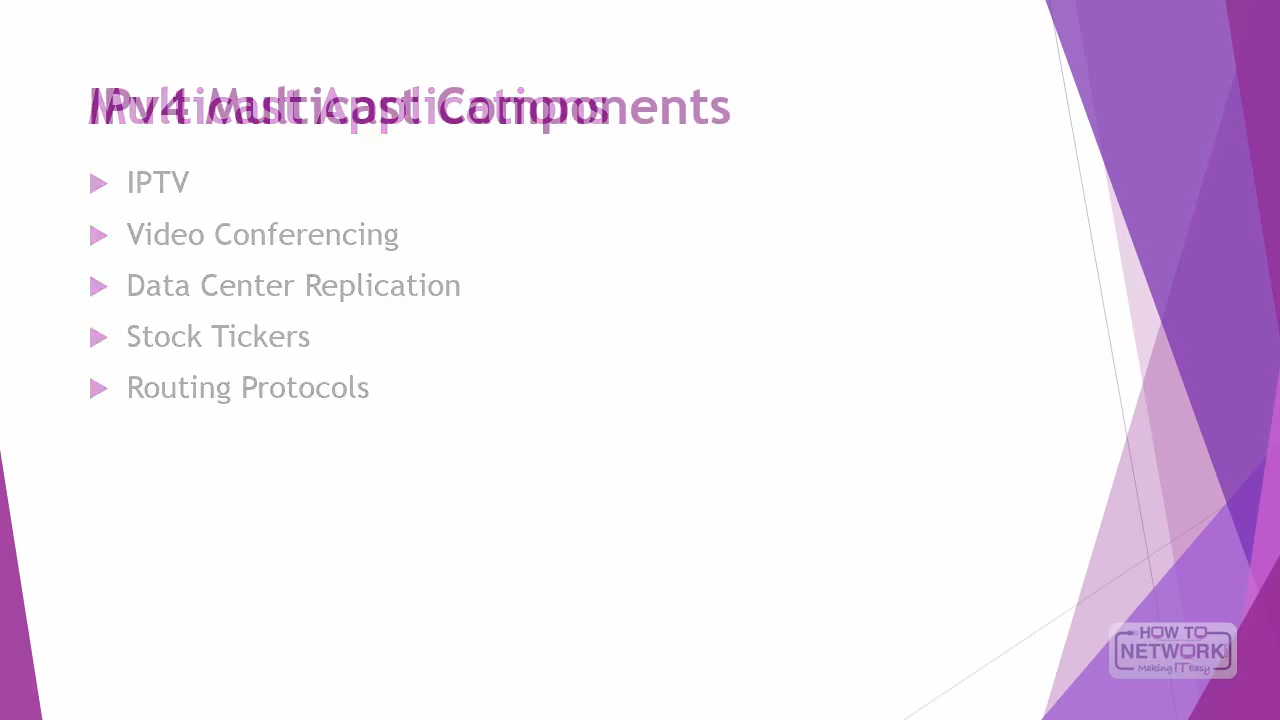 IPv4 Multicast Components
Multicast Applications
IPTV
Video Conferencing
Data Center Replication
Stock Tickers
Routing Protocols
HOW TO
NETWORK
Making IT Easy